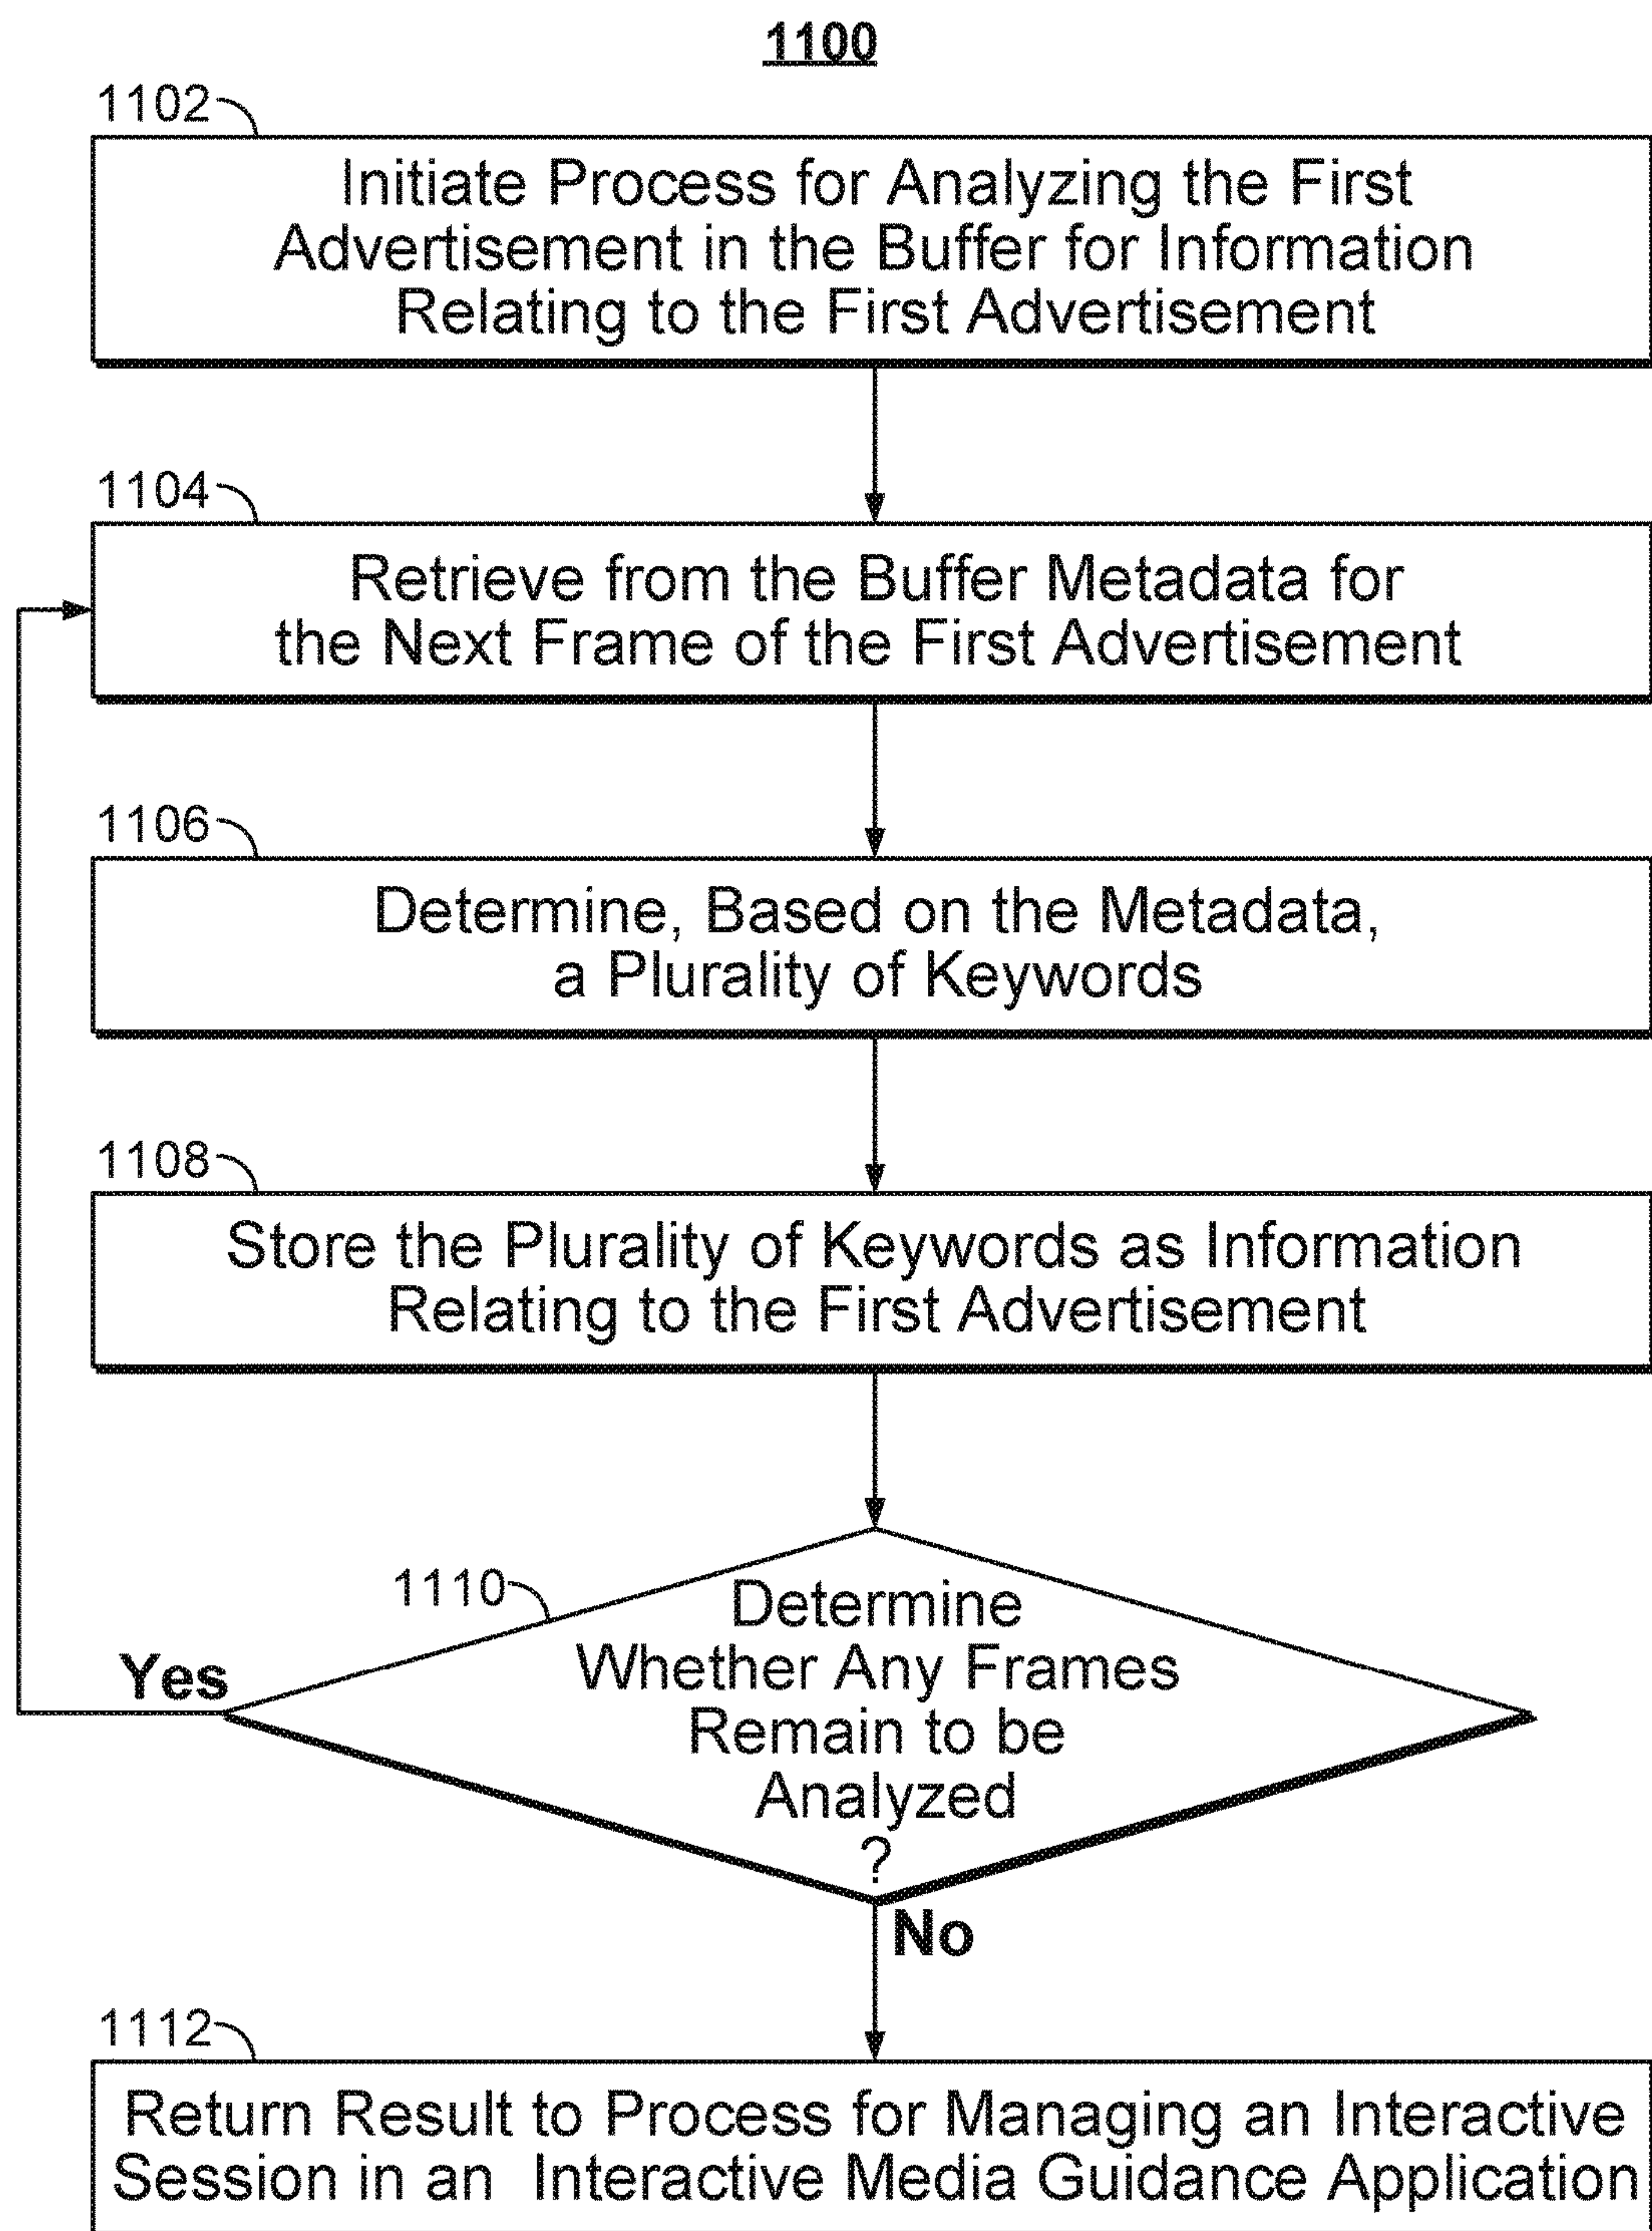 1100
1102
Initiate Process for Analyzing the First
Advertisement in the Buffer for Information
Relating to the First Advertisement
1104
Retrieve from the Buffer Metadata for
the Next Frame of the First Advertisement
1106
Determine, Based on the Metadata,
a Plurality of Keywords
1108
Store the Plurality of Keywords as Information
Relating to the First Advertisement
1110
Determine
Whether Any Frames
Remain to be
Analyzed
?
Yes
No
1112
Return Result to Process for Managing an Interactive
Session in an Interactive Media Guidance Application